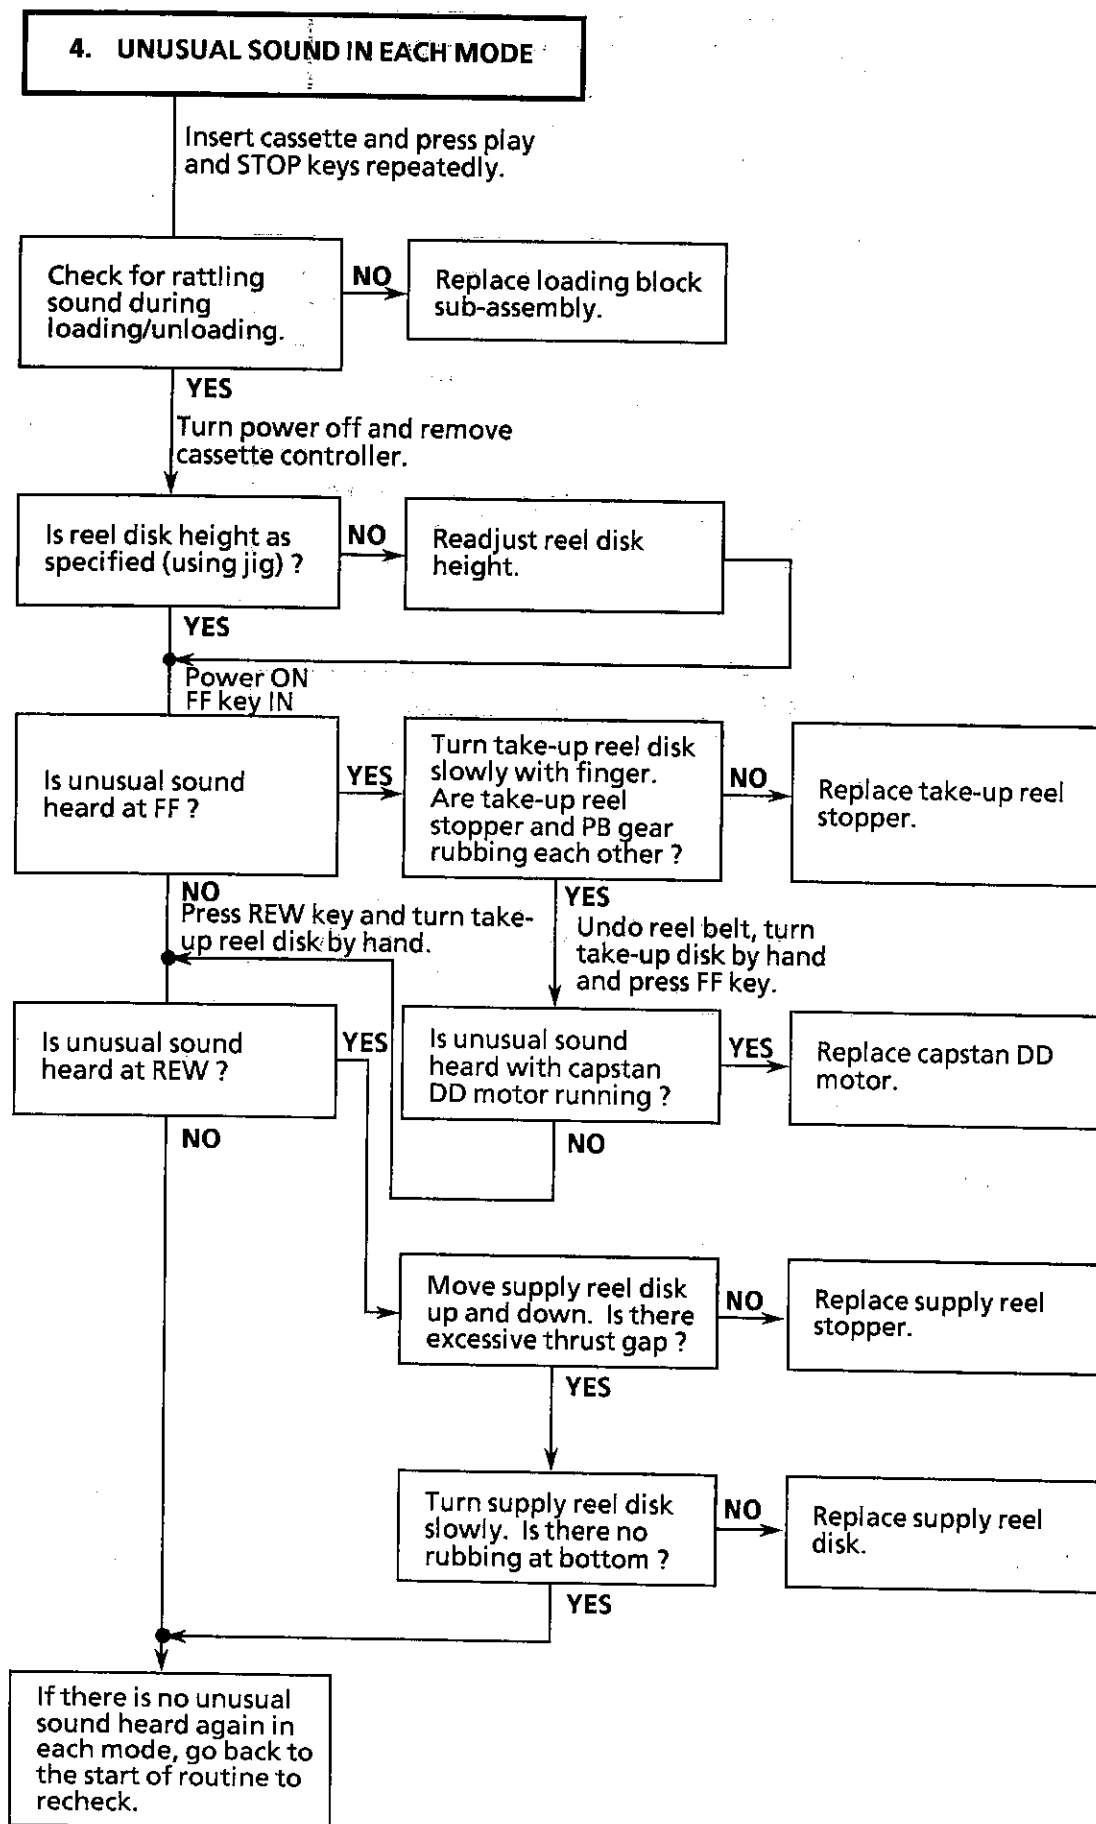 4. UNUSUAL SOUND IN EACH MODE
Insert cassette and press play
and STOP keys repeatedly.
Check for rattling
sound during
loading/unloading.
NO
Replace loading block
sub-assembly.
YES
Turn power off and remove
cassette controller.
Is reel disk height as
specified (using jig) ?
NO
Readjust reel disk
height.
YES
Power ON
FF key IN
Is unusual sound
heard at FF ?
YES
Turn take-up reel disk
slowly with finger.
Are take-up reel
stopper and PB gear
rubbing each other ?
NO
Replace take-up reel
stopper.
NO
Press REW key and turn take-
up reel disk by hand.
YES
Undo reel belt, turn
take-up disk by hand
and press FF key.
Is unusual sound
heard at REW ?
YES
Is unusual sound
heard with capstan
DD motor running ?
YES
Replace capstan DD
motor.
NO
NO
Move supply reel disk
up and down. Is there
excessive thrust gap ?
NO
Replace supply reel
stopper.
YES
Turn supply reel disk
slowly. Is there no
rubbing at bottom ?
NO
Replace supply reel
disk.
YES
If there is no unusual
sound heard again in
each mode, go back to
the start of routine to
recheck.